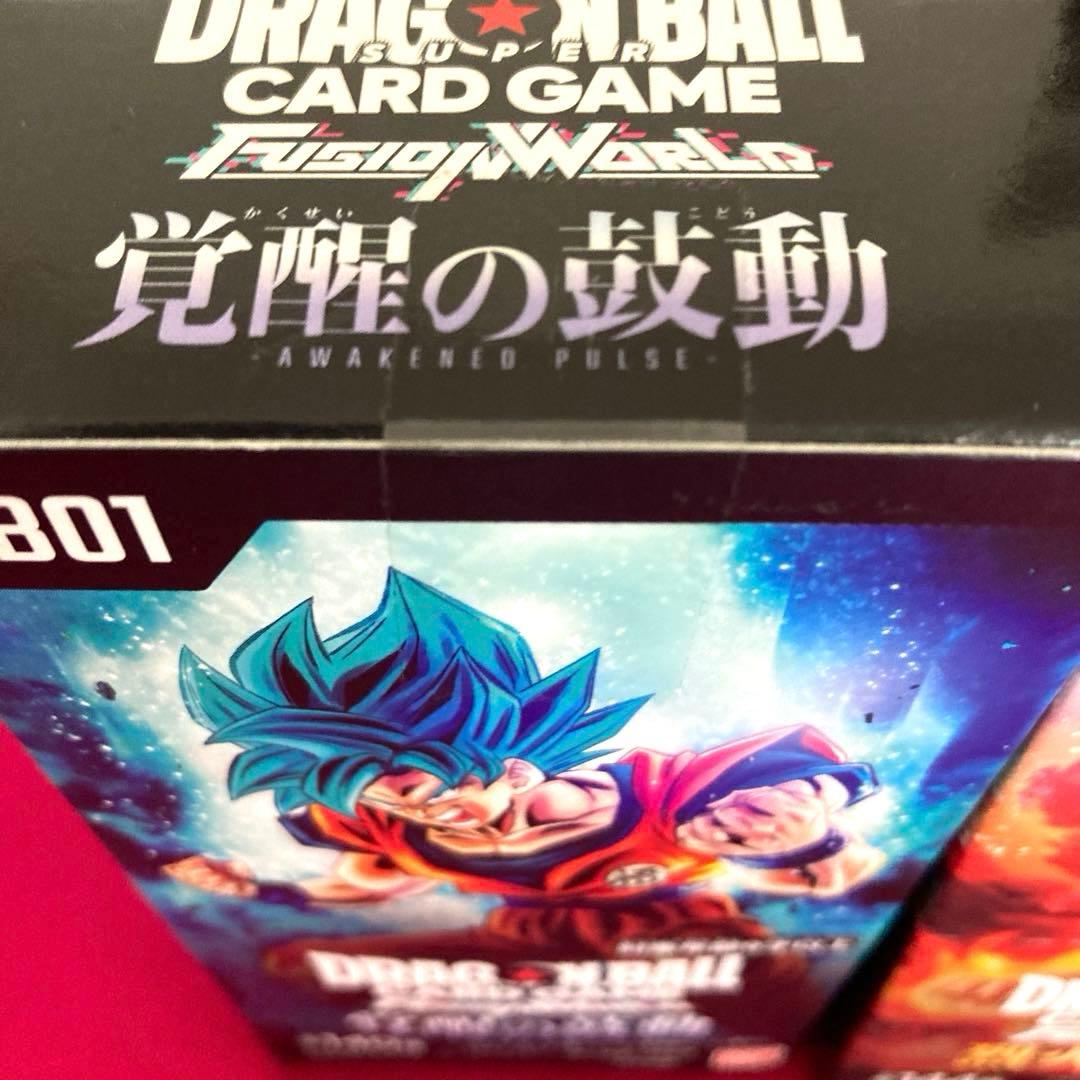 DRAGON BALL
SUPER
CARD GAME
FUSION WORLD
かくせい こどう
覚醒の鼓動
-AWAKENED PULSE-
B01
DRAGON BALL